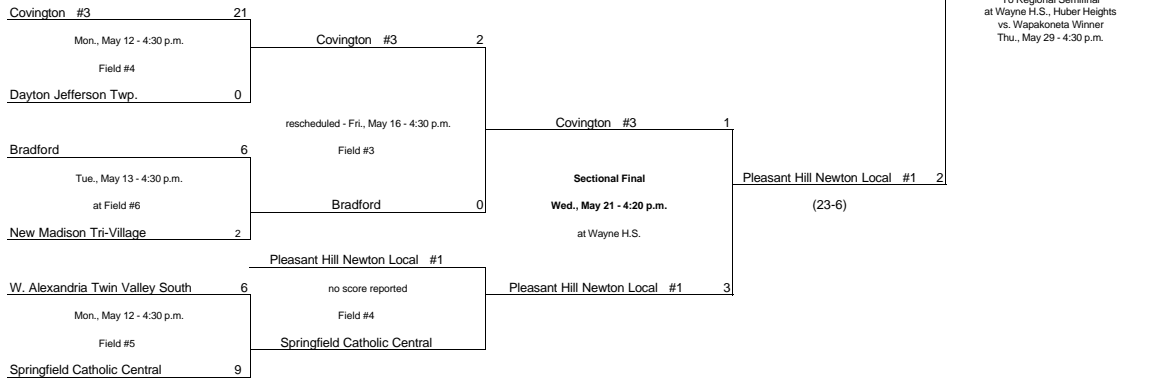 To Regional Semifinal
Covington #3 21
at Wayne H.S., Huber Heights
vs. Wapakoneta Winner
Thu., May 29 - 4:30 p.m.
Mon., May 12 - 4:30 p.m.
Covington #3 2
Field #4
Dayton Jefferson Twp. 0
rescheduled - Fri., May 16 - 4:30 p.m.
Covington #3 1
Bradford 6
Field #3
Tue., May 13 - 4:30 p.m.
Sectional Final
Pleasant Hill Newton Local #1 2
at Field #6
Bradford 0
Wed., May 21 - 4:20 p.m.
(23-6)
New Madison Tri-Village 2
at Wayne H.S.
Pleasant Hill Newton Local #1
W. Alexandria Twin Valley South 6
no score reported
Pleasant Hill Newton Local #1 3
Mon., May 12 - 4:30 p.m.
Field #4
Field #5
Springfield Catholic Central
Springfield Catholic Central 9